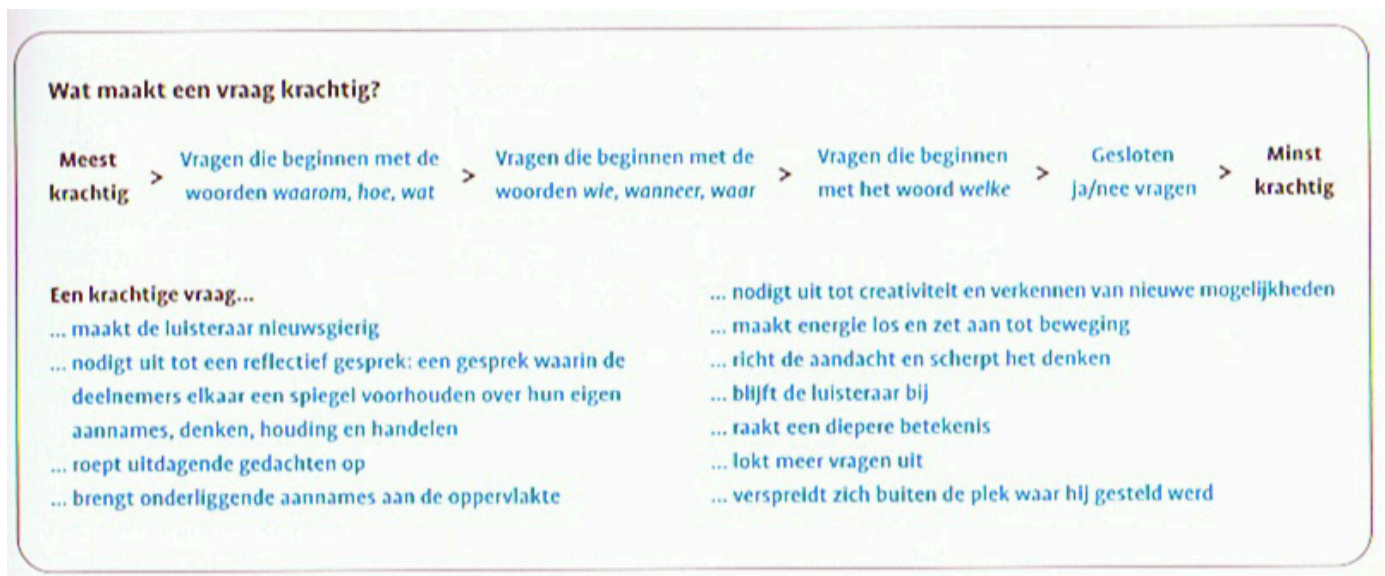 Wat maakt een vraag krachtig?
Meest krachtig > Vragen die beginnen met de woorden waarom, hoe, wat > Vragen die beginnen met de woorden wie, wanneer, waar > Vragen die beginnen met het woord welke > Gesloten ja/nee vragen > Minst krachtig
Een krachtige vraag...
... maakt de luisteraar nieuwsgierig
... nodigt uit tot een reflectief gesprek: een gesprek waarin de
deelnemers elkaar een spiegel voorhouden over hun eigen
aannames, denken, houding en handelen
... roept uitdagende gedachten op
... brengt onderliggende aannames aan de oppervlakte
... nodigt uit tot creativiteit en verkennen van nieuwe mogelijkheden
... maakt energie los en zet aan tot beweging
... richt de aandacht en scherpt het denken
... blijft de luisteraar bij
... raakt een diepere betekenis
... lokt meer vragen uit
... verspreidt zich buiten de plek waar hij gesteld werd